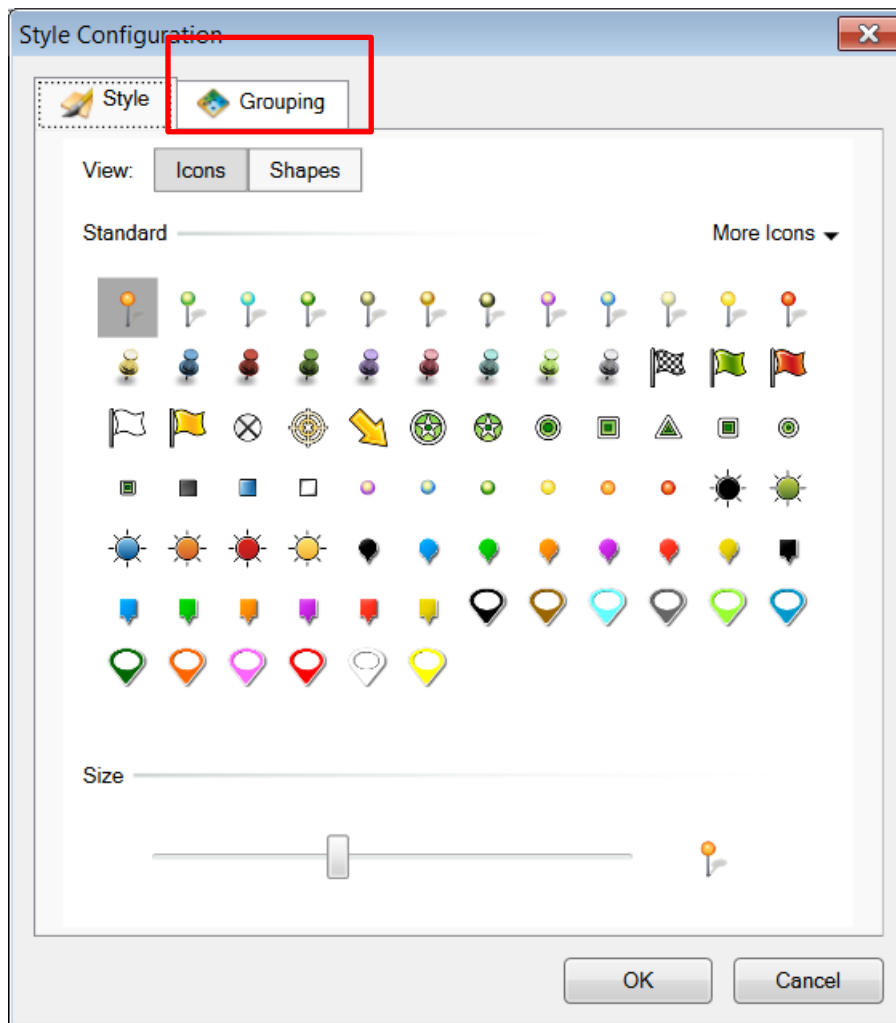 Style Configuration
Style
Grouping
View:
Icons
Shapes
Standard
More Icons
Size
OK
Cancel